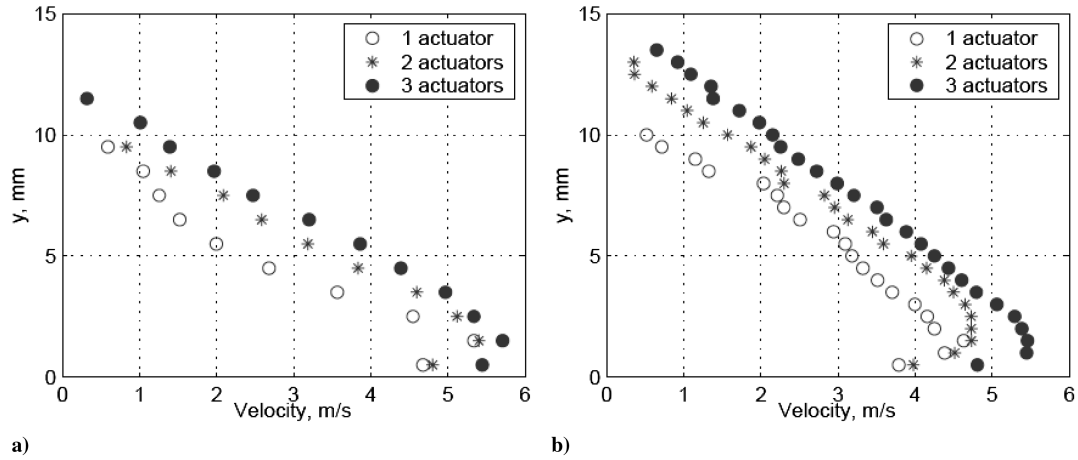 15
10
5
0
y, mm
1 actuator
2 actuators
3 actuators
0 1 2 3 4 5 6
Velocity, m/s
a)
15
10
5
0
y, mm
1 actuator
2 actuators
3 actuators
0 1 2 3 4 5 6
Velocity, m/s
b)